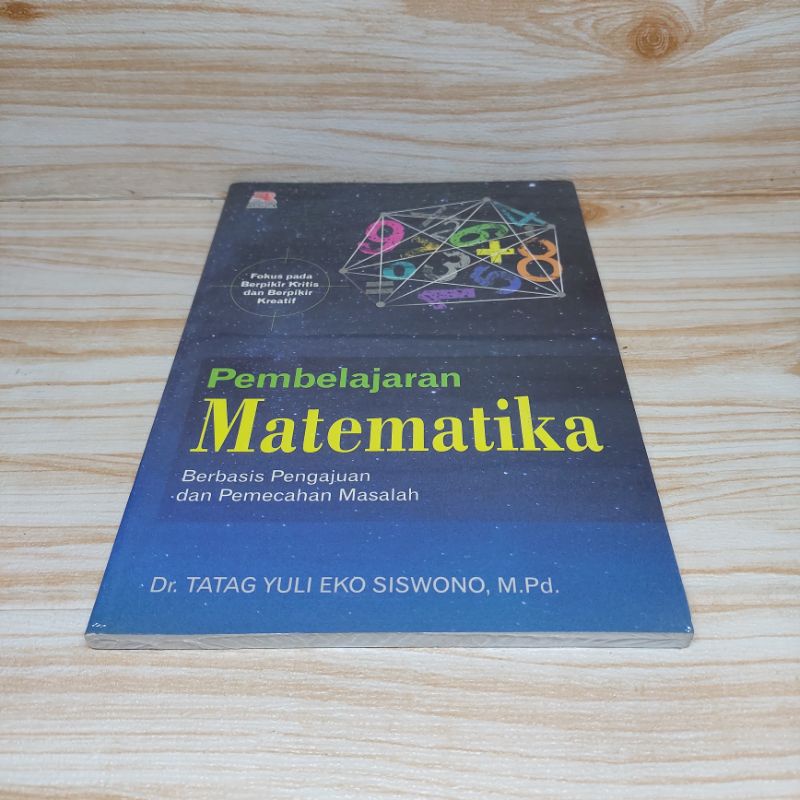 Fokus pada
Berpikir Kritis
dan Berpikir
Kreatif
Pembelajaran
Matematika
Berbasis Pengajuan
dan Pemecahan Masalah
Dr. TATAG YULI EKO SISWONO, M.Pd.